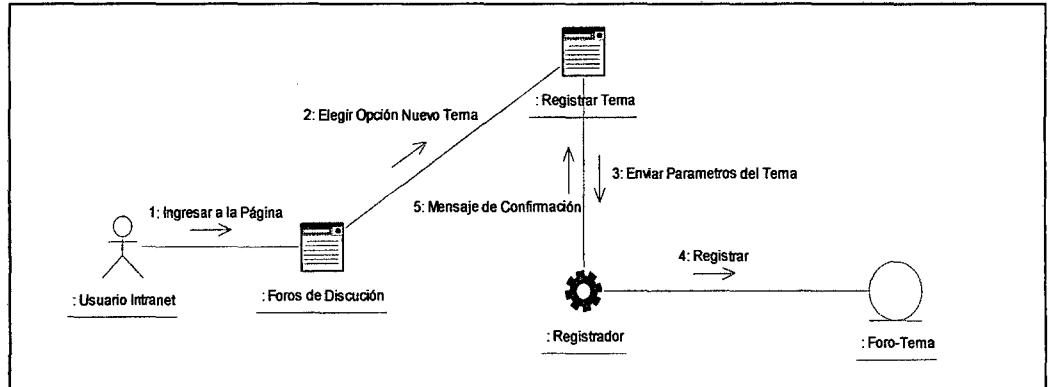 : Registrar Tema
2: Elegir Opción Nuevo Tema
3: Enviar Parametros del Tema
5: Mensaje de Confirmación
1: Ingresar a la Página
4: Registrar
: Usuario Intranet
: Foros de Discución
: Registrador
: Foro-Tema